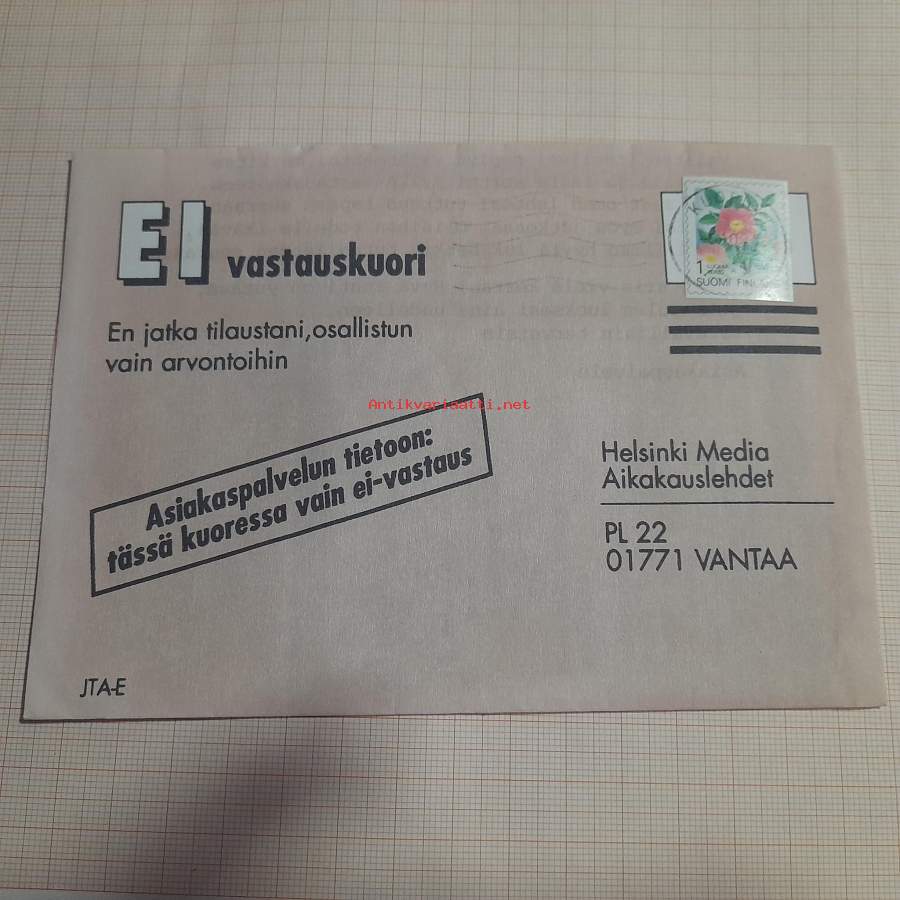 EI vastauskuori
En jatka tilaustani, osallistun
vain arvontoihin
1
SUOMI FINLAND
Antikvariaatti.net
Asiakaspalvelun tietoon:
tässä kuoressa vain ei-vastaus
Helsinki Media
Aikakauslehdet
PL 22
01771 VANTAA
JTA-E